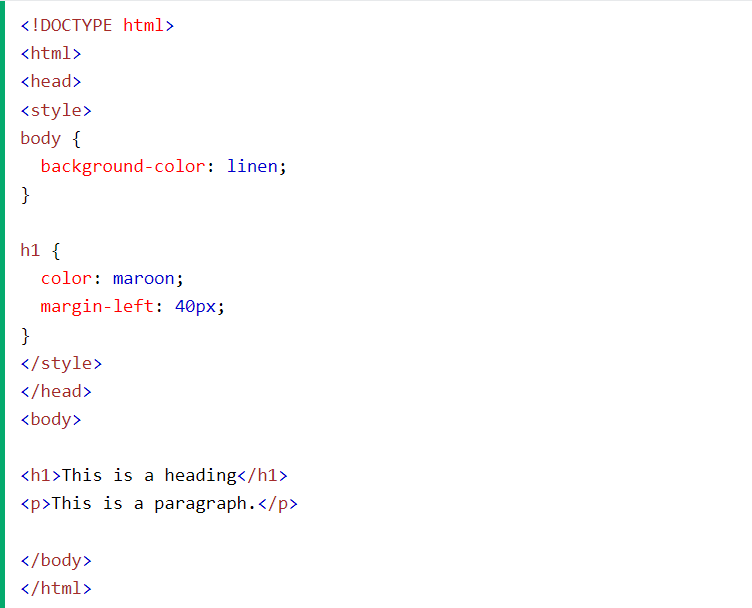 <!DOCTYPE html>
<html>
<head>
<style>
body {
  background-color: linen;
}

h1 {
  color: maroon;
  margin-left: 40px;
}
</style>
</head>
<body>

<h1>This is a heading</h1>
<p>This is a paragraph.</p>

</body>
</html>